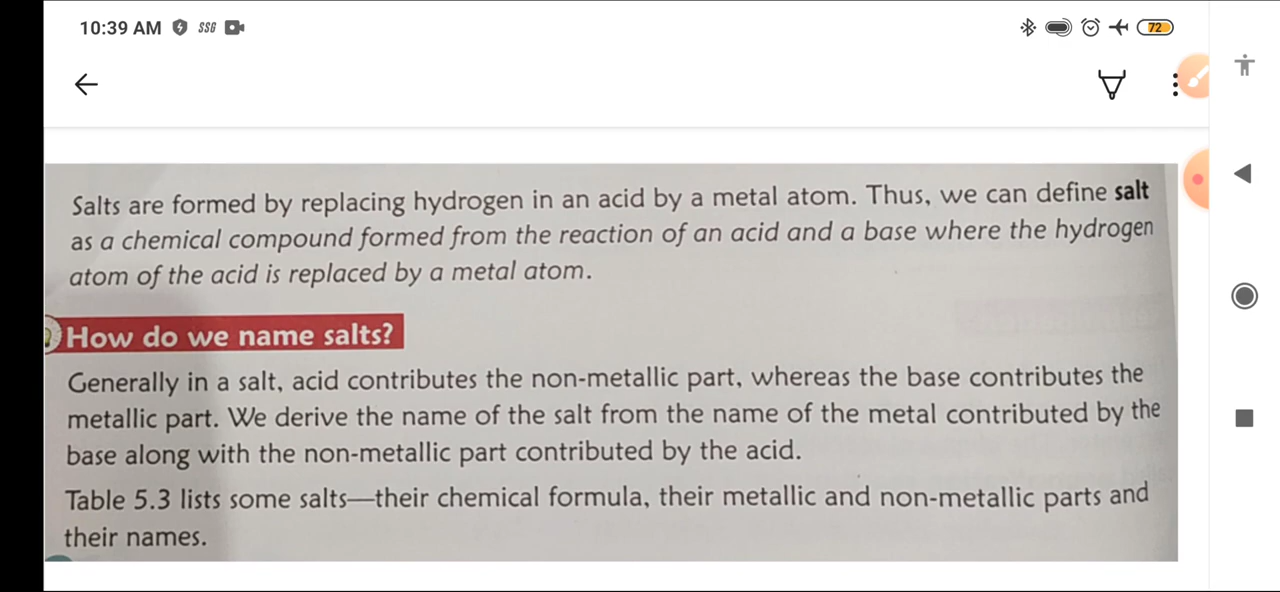 10:39 AM SSG 72
Salts are formed by replacing hydrogen in an acid by a metal atom. Thus, we can define salt
as a chemical compound formed from the reaction of an acid and a base where the hydrogen
atom of the acid is replaced by a metal atom.
How do we name salts?
Generally in a salt, acid contributes the non-metallic part, whereas the base contributes the
metallic part. We derive the name of the salt from the name of the metal contributed by the
base along with the non-metallic part contributed by the acid.
Table 5.3 lists some salts—their chemical formula, their metallic and non-metallic parts and
their names.